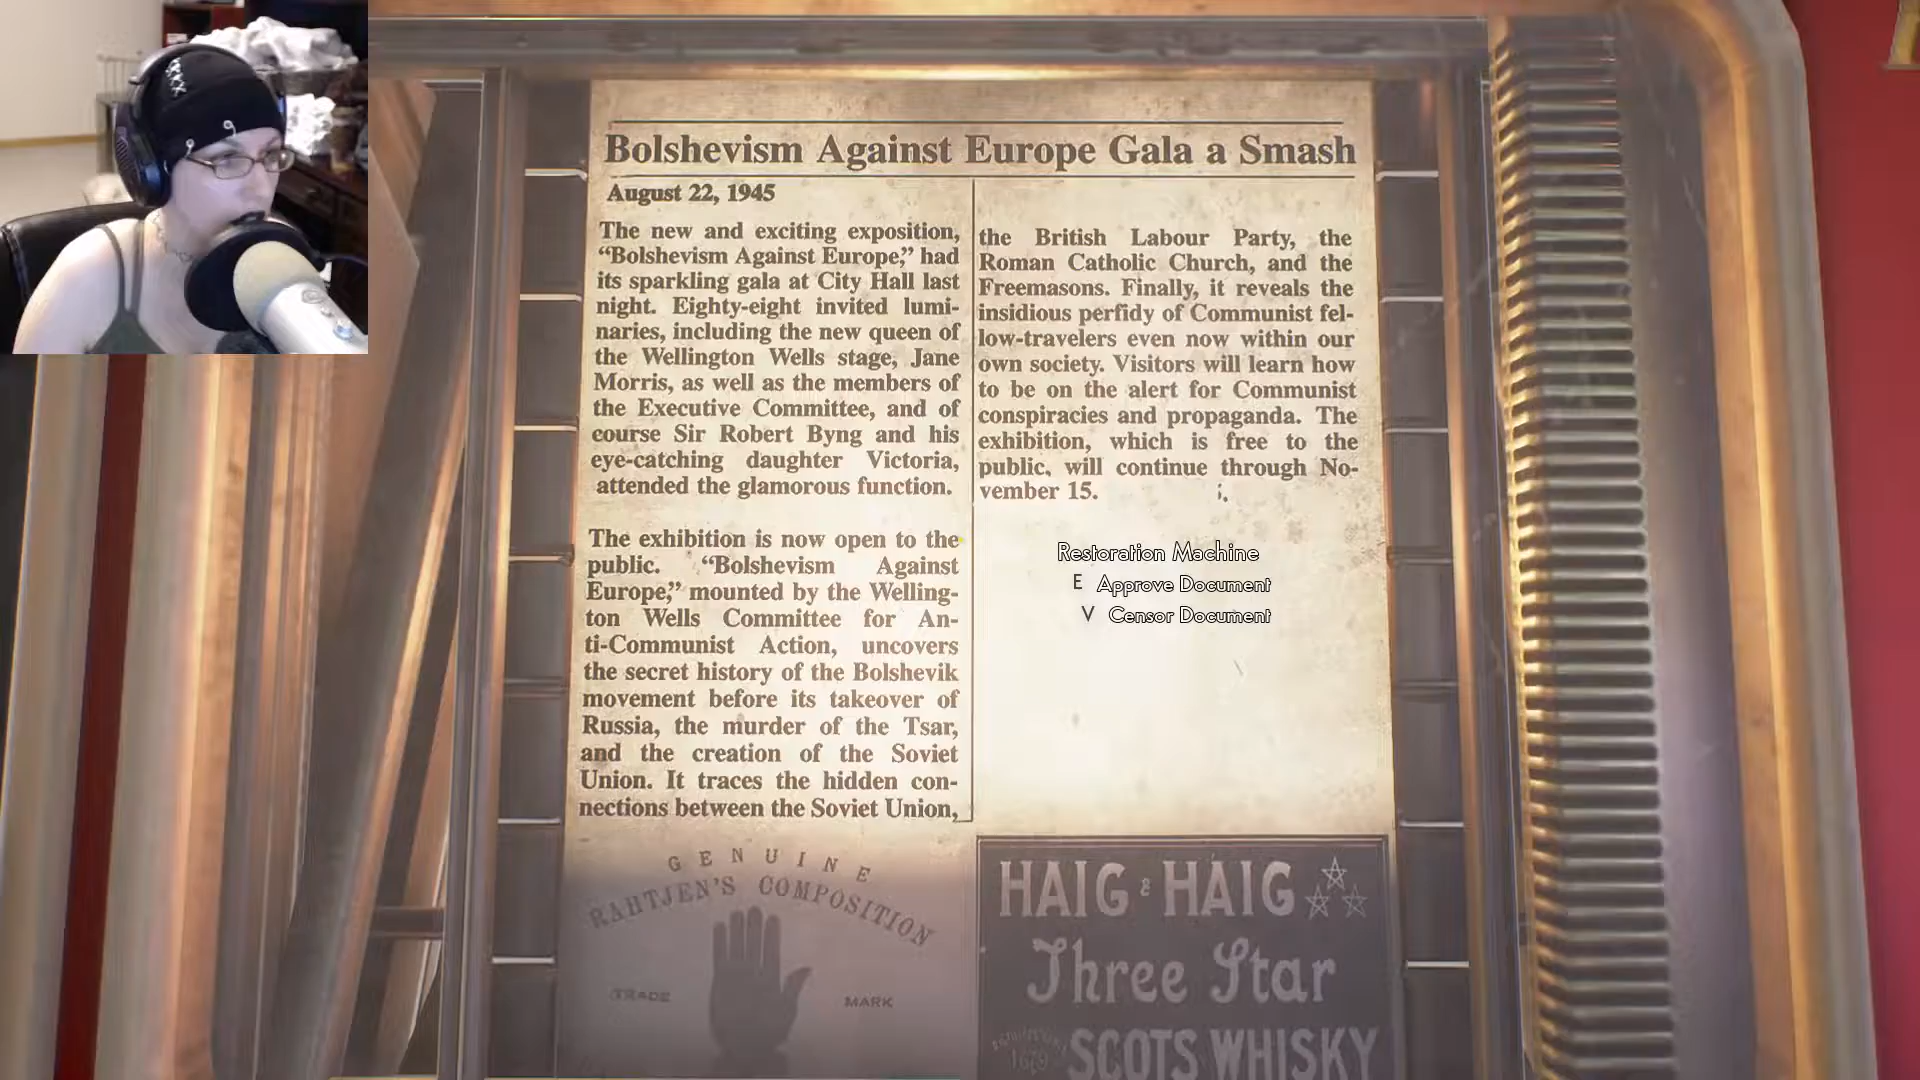 Bolshevism Against Europe Gala a Smash
August 22, 1945
The new and exciting exposition,
“Bolshevism Against Europe,” had
its sparkling gala at City Hall last
night. Eighty-eight invited lumi-
naries, including the new queen of
the Wellington Wells stage, Jane
Morris, as well as the members of
the Executive Committee, and of
course Sir Robert Byng and his
eye-catching daughter Victoria,
attended the glamorous function.
The exhibition is now open to the
public. “Bolshevism Against
Europe,” mounted by the Welling-
ton Wells Committee for An-
ti-Communist Action, uncovers
the secret history of the Bolshevik
movement before its takeover of
Russia, the murder of the Tsar,
and the creation of the Soviet
Union. It traces the hidden con-
nections between the Soviet Union,
the British Labour Party, the
Roman Catholic Church, and the
Freemasons. Finally, it reveals the
insidious perfidy of Communist fel-
low-travelers even now within our
own society. Visitors will learn how
to be on the alert for Communist
conspiracies and propaganda. The
exhibition, which is free to the
public, will continue through No-
vember 15.
Restoration Machine
E Approve Document
V Censor Document
GENUINE
RAHTJEN'S COMPOSITION
TRADE MARK
HAIG & HAIG
Three Star
SCOTS WHISKY